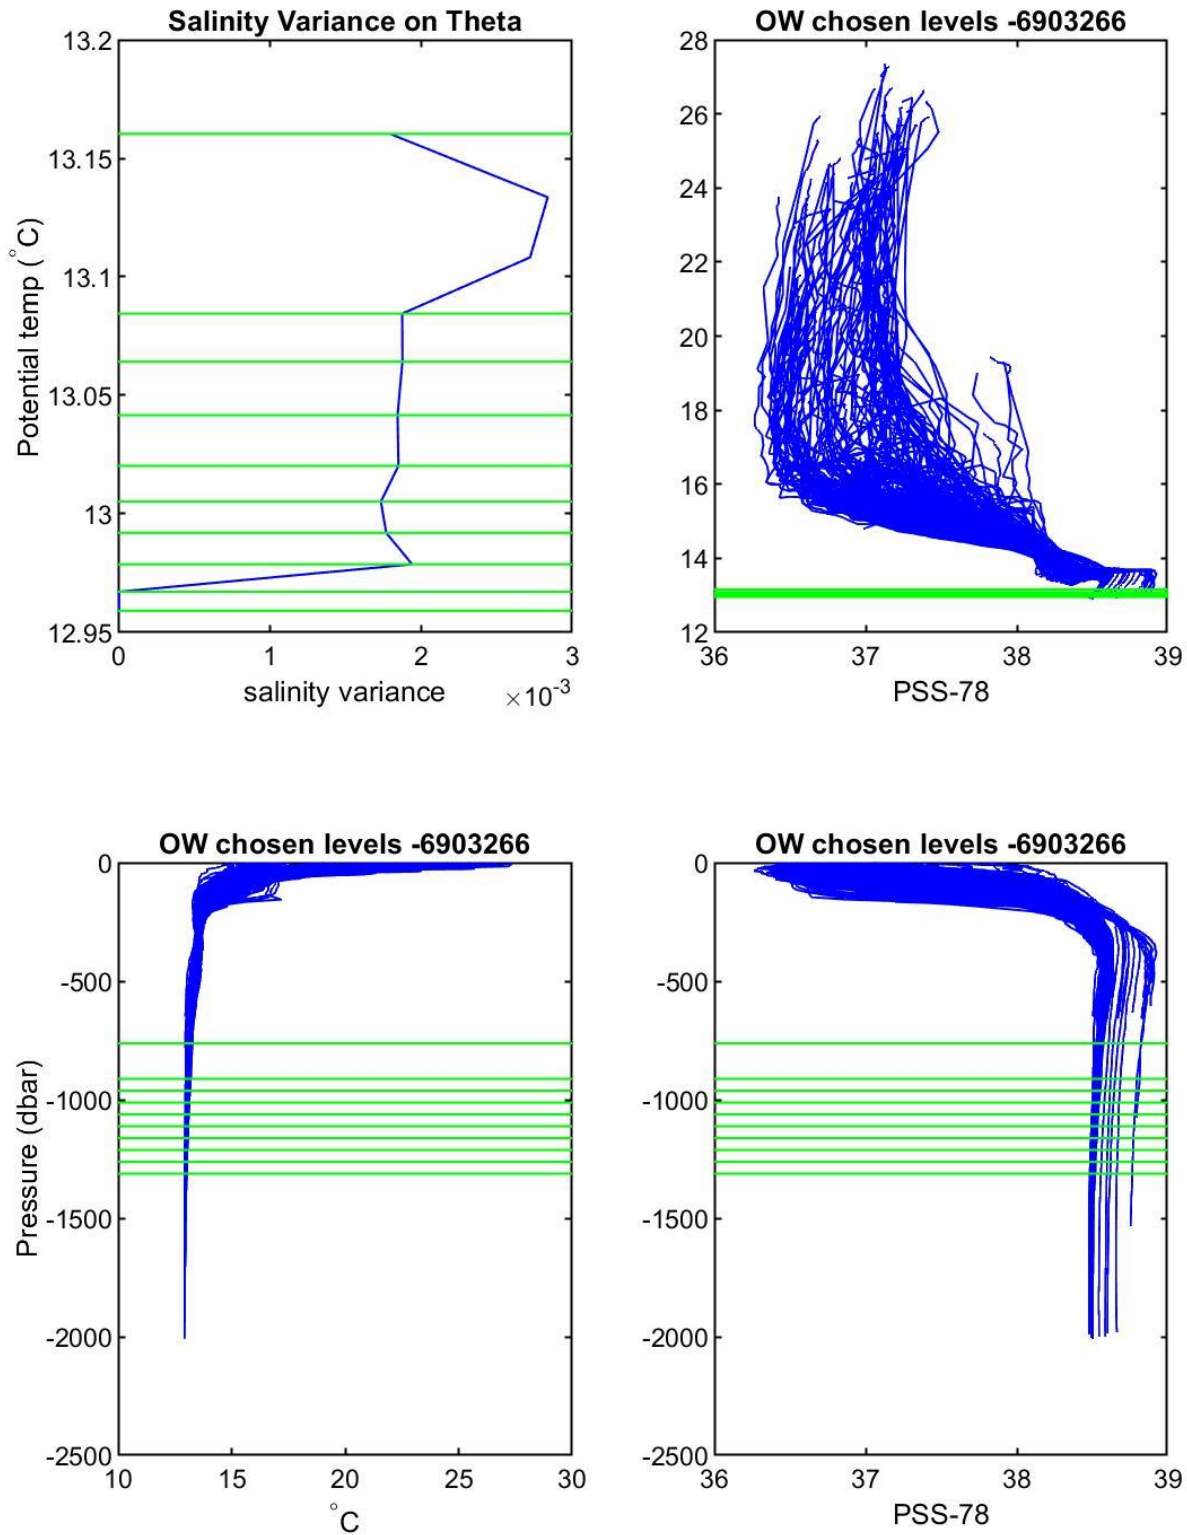 Salinity Variance on Theta
13.2
13.15
13.1
13.05
13
12.95
Potential temp (°C)
0 1 2 3
salinity variance ×10⁻³
OW chosen levels -6903266
28
26
24
22
20
18
16
14
12
36 37 38 39
PSS-78
OW chosen levels -6903266
0
-500
-1000
-1500
-2000
-2500
Pressure (dbar)
10 15 20 25 30
°C
OW chosen levels -6903266
0
-500
-1000
-1500
-2000
-2500
36 37 38 39
PSS-78